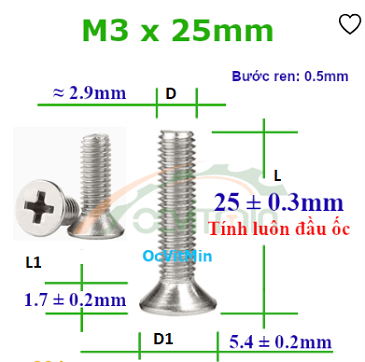 M3 x 25mm
Bước ren: 0.5mm
≈ 2.9mm
D
L
25 ± 0.3mm
Tính luôn đầu ốc
OcVitMin
L1
1.7 ± 0.2mm
D1
5.4 ± 0.2mm